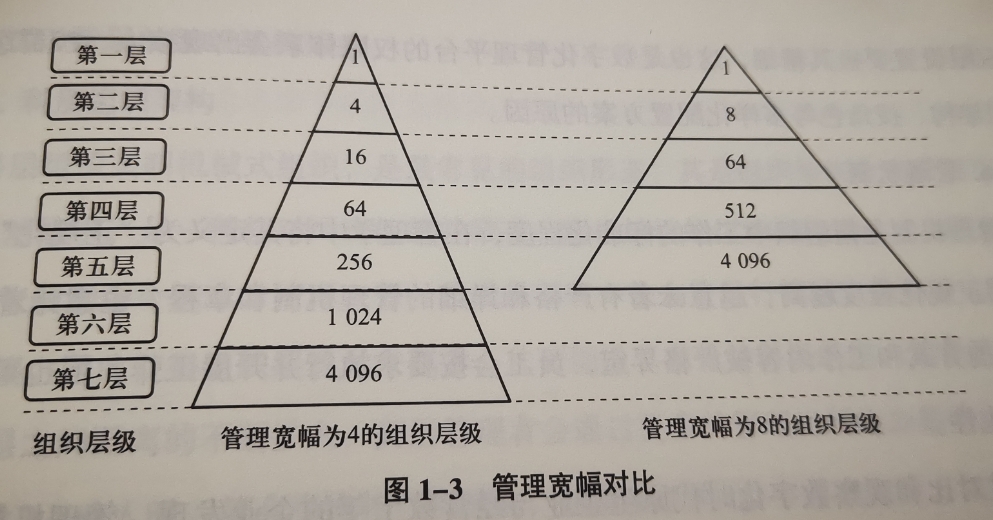 第一层
1
1
第二层
4
8
第三层
16
64
第四层
64
512
第五层
256
4 096
第六层
1 024
第七层
4 096
组织层级
管理宽幅为4的组织层级
管理宽幅为8的组织层级
图 1-3 管理宽幅对比